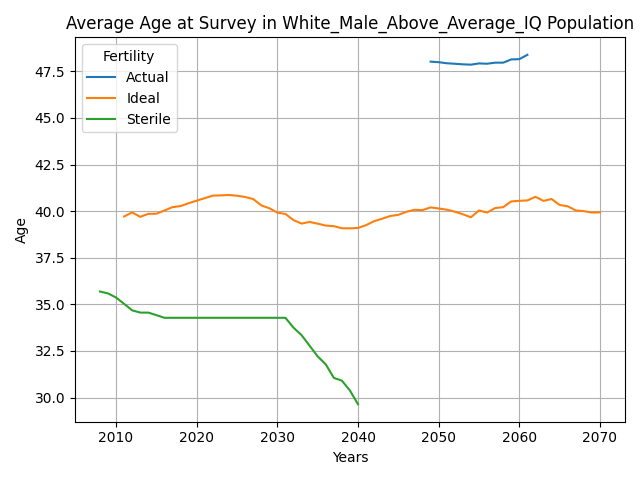 Average Age at Survey in White_Male_Above_Average_IQ Population
Fertility
Actual
Ideal
Sterile
Age
47.5
45.0
42.5
40.0
37.5
35.0
32.5
30.0
2010 2020 2030 2040 2050 2060 2070
Years